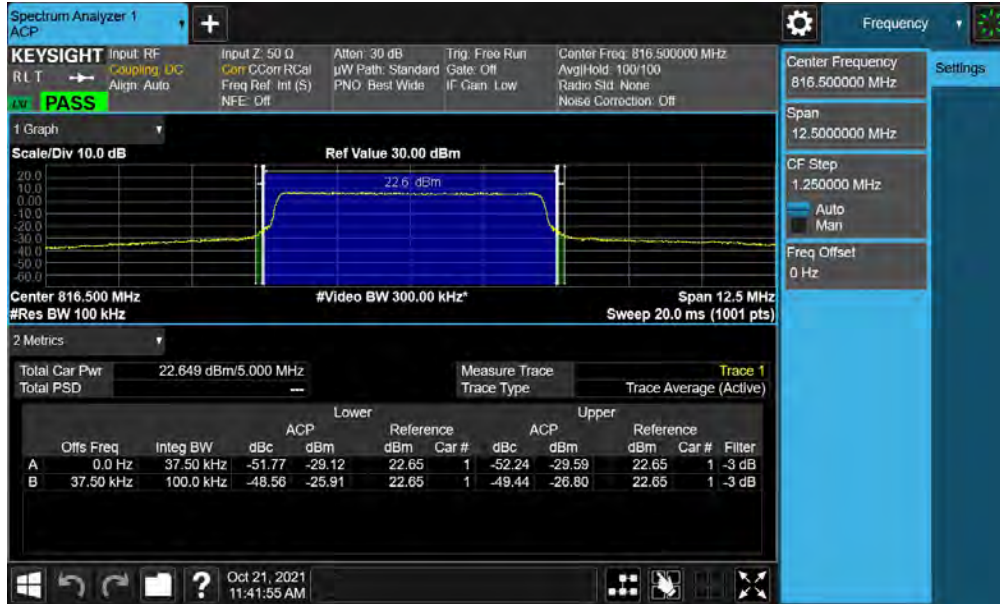 Spectrum Analyzer 1
ACP
+
Frequency
KEYSIGHT Input: RF Input Z: 50 Ω Atten: 30 dB Trig: Free Run Center Freq: 816.500000 MHz
RLT Coupling: DC Corr CCorr RCal µW Path: Standard Gate: Off Avg|Hold: 100/100
Align: Auto Freq Ref: Int (S) PNO: Best Wide IF Gain: Low Radio Std: None
LXI PASS NFE: Off Noise Correction: Off
1 Graph
Scale/Div 10.0 dB Ref Value 30.00 dBm
22.6 dBm
20.0
10.0
0.00
-10.0
-20.0
-30.0
-40.0
-50.0
-60.0
Center 816.500 MHz #Video BW 300.00 kHz* Span 12.5 MHz
#Res BW 100 kHz Sweep 20.0 ms (1001 pts)
2 Metrics
Total Car Pwr 22.649 dBm/5.000 MHz Measure Trace Trace 1
Total PSD --- Trace Type Trace Average (Active)
Lower Upper
ACP Reference ACP Reference
Offs Freq Integ BW dBc dBm dBm Car # dBc dBm dBm Car # Filter
A 0.0 Hz 37.50 kHz -51.77 -29.12 22.65 1 -52.24 -29.59 22.65 1 -3 dB
B 37.50 kHz 100.0 kHz -48.56 -25.91 22.65 1 -49.44 -26.80 22.65 1 -3 dB
? Oct 21, 2021
11:41:55 AM
Center Frequency
816.500000 MHz
Span
12.5000000 MHz
CF Step
1.250000 MHz
Auto
Man
Freq Offset
0 Hz
Settings